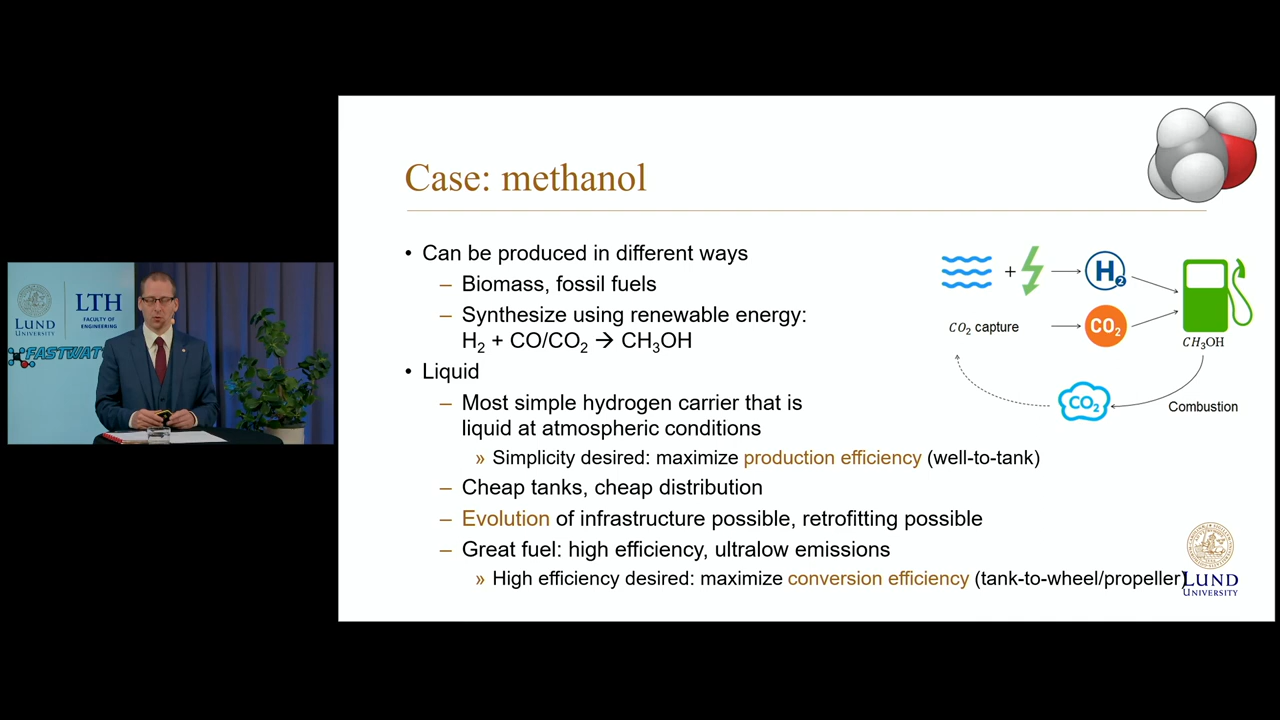 Case: methanol
• Can be produced in different ways
– Biomass, fossil fuels
– Synthesize using renewable energy:
H2 + CO/CO2 → CH3OH
• Liquid
– Most simple hydrogen carrier that is
liquid at atmospheric conditions
» Simplicity desired: maximize production efficiency (well-to-tank)
– Cheap tanks, cheap distribution
– Evolution of infrastructure possible, retrofitting possible
– Great fuel: high efficiency, ultralow emissions
» High efficiency desired: maximize conversion efficiency (tank-to-wheel/propeller)
+
H2
CO2 capture
CO2
CH3OH
CO2
Combustion
LUND
UNIVERSITY
LUND
UNIVERSITY
LTH
FACULTY OF
ENGINEERING
FASTWAT